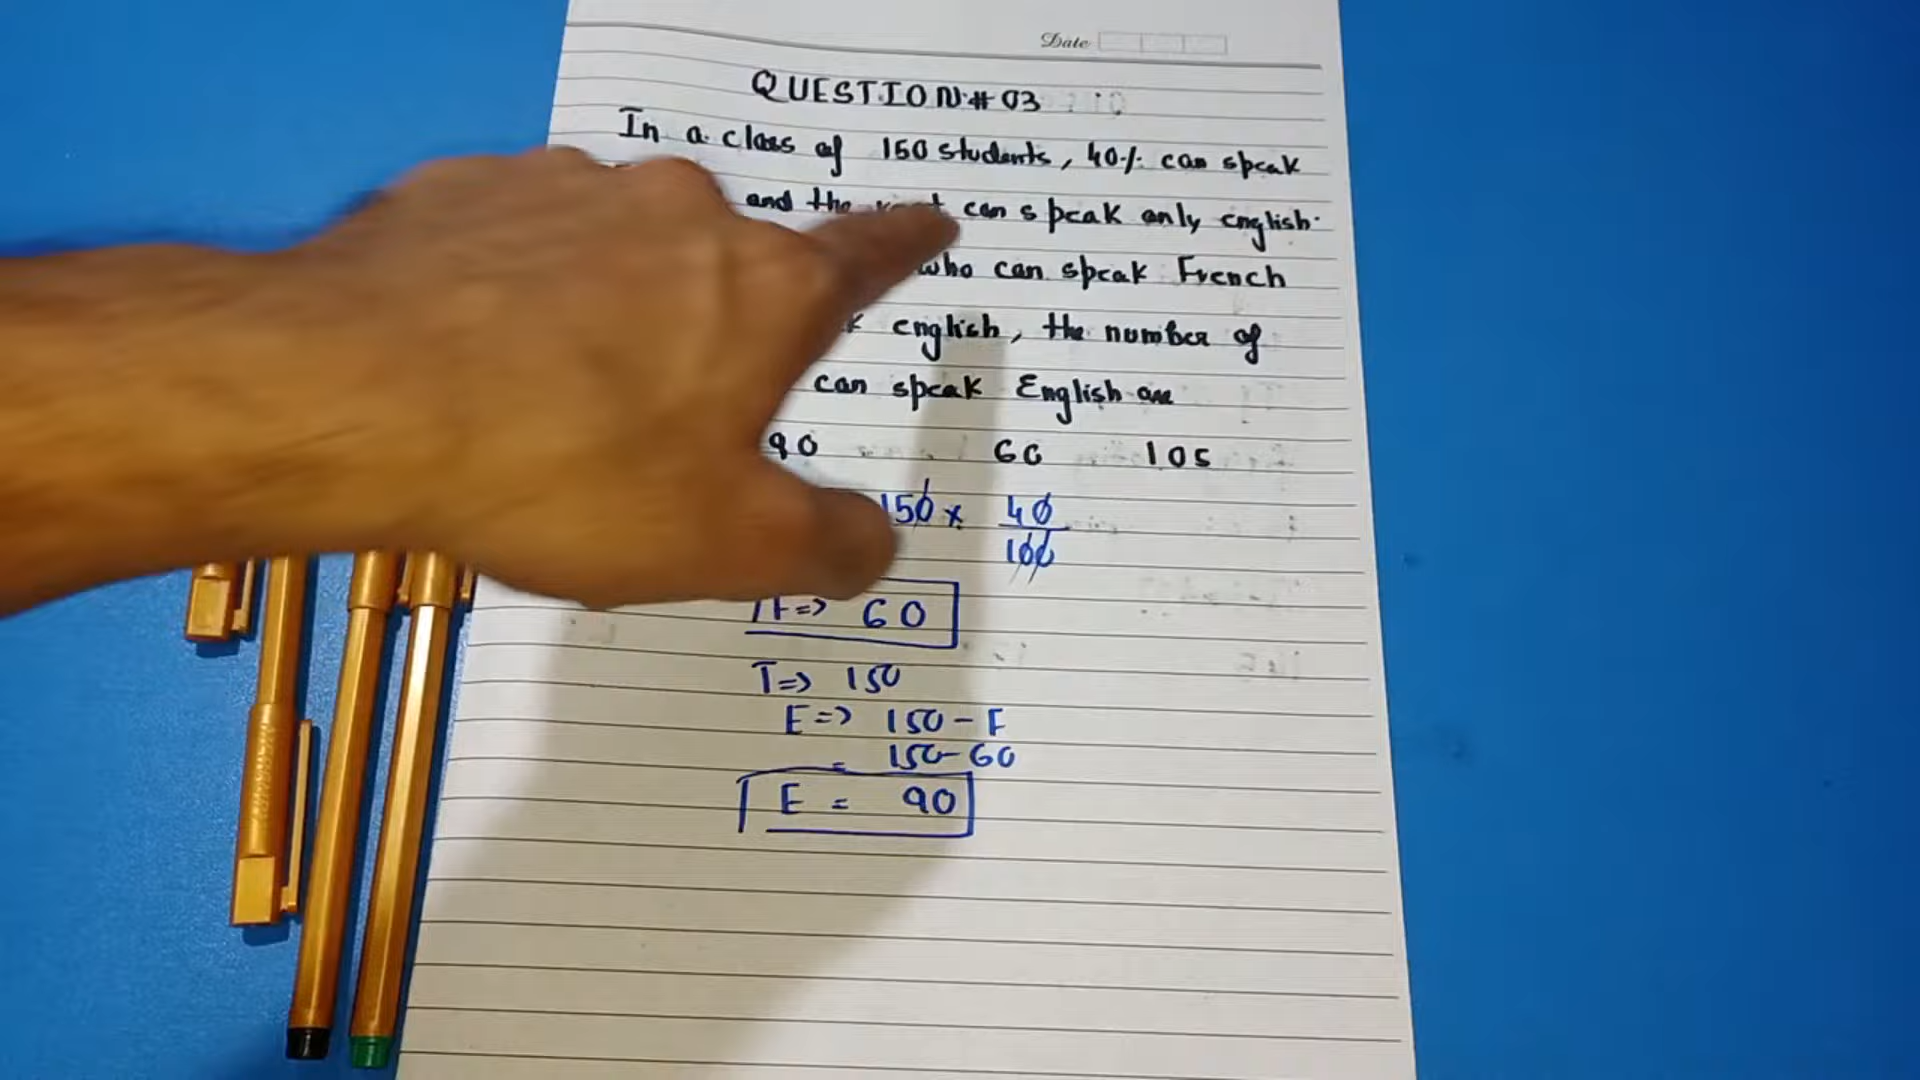 Date
QUESTION # 03
In a class of 150 students, 40% can speak
and the rest can speak only english.
who can speak French
english, the number of
can speak English are
90 60 105
150 × 40
100
F => 60
T => 150
E => 150 - F
= 150 - 60
E = 90